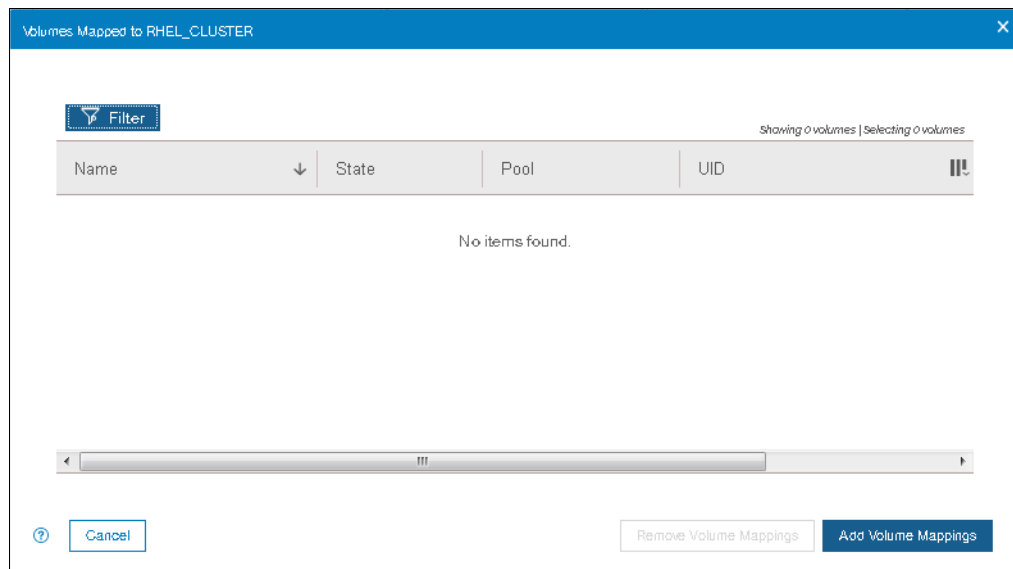 Volumes Mapped to RHEL_CLUSTER
Filter
Showing 0 volumes | Selecting 0 volumes
Name State Pool UID
No items found.
Cancel Remove Volume Mappings Add Volume Mappings